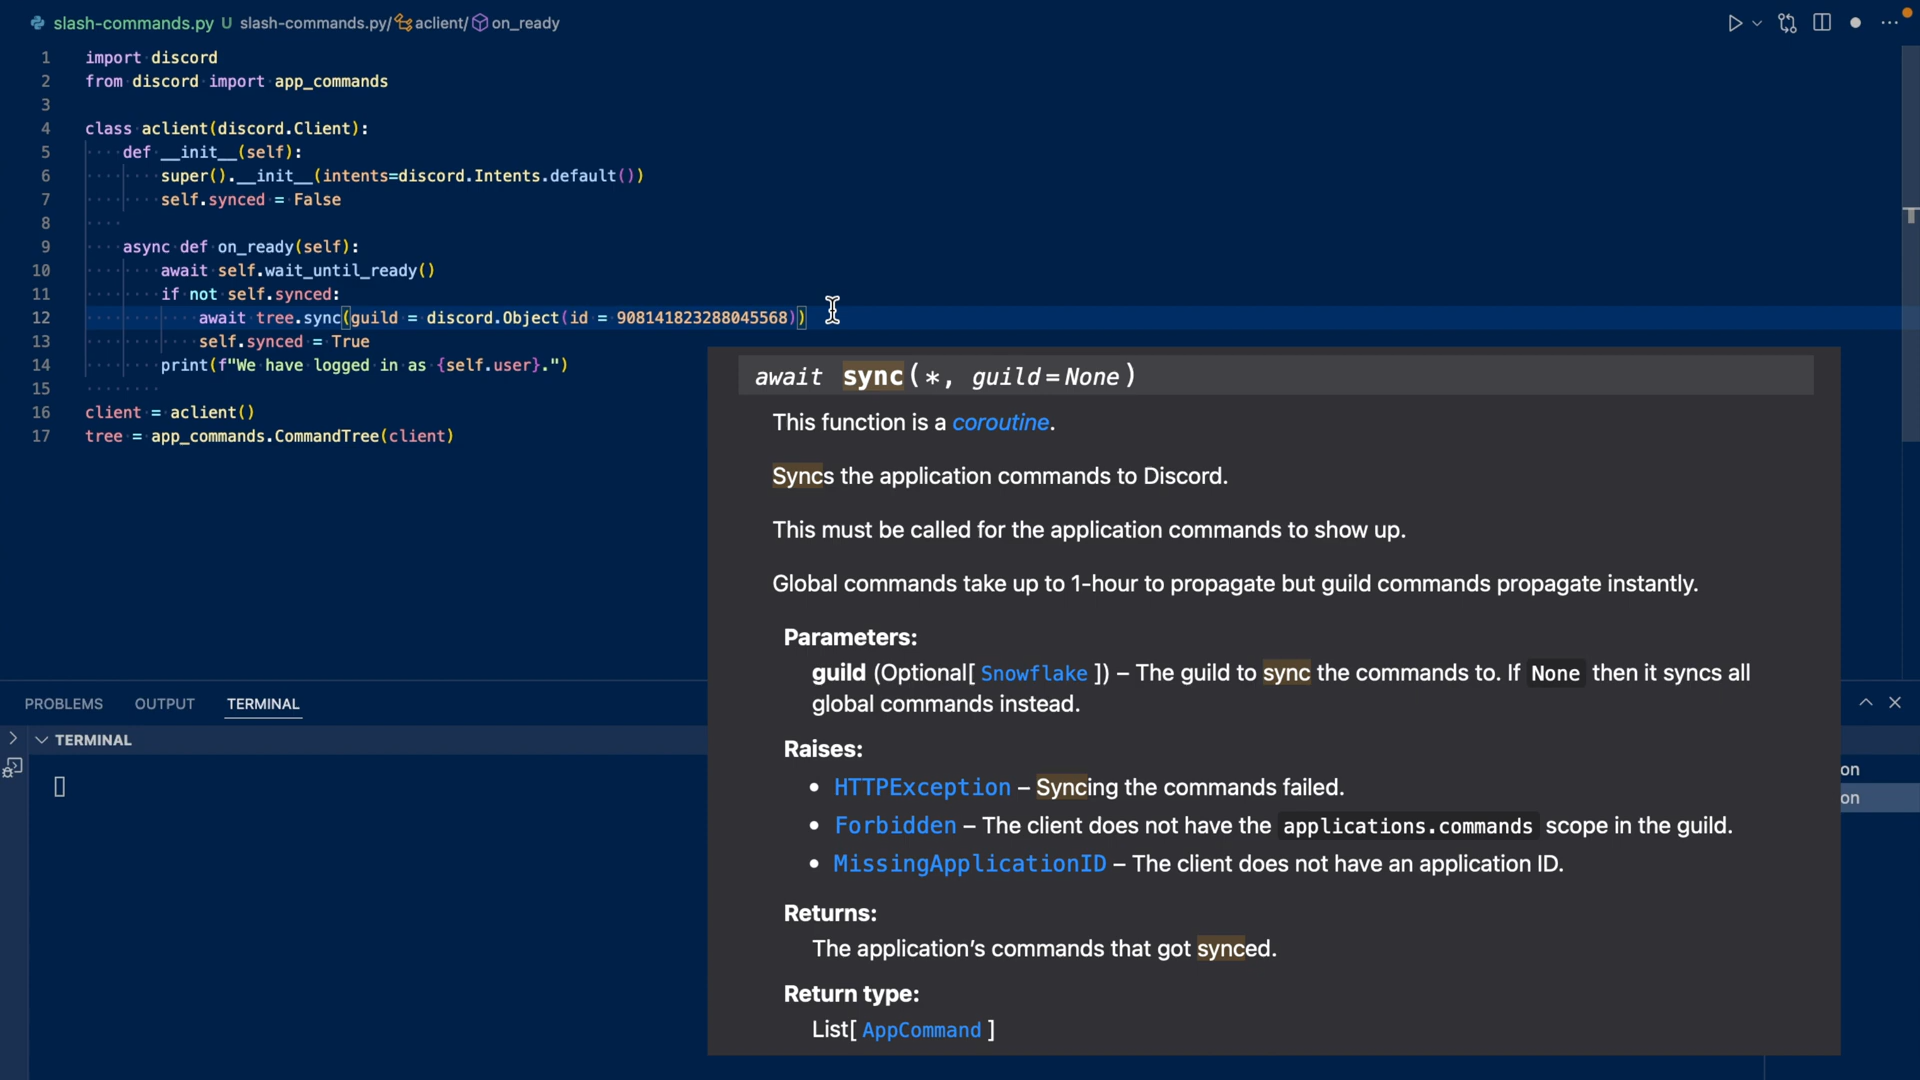 slash-commands.py U slash-commands.py/ aclient/ on_ready
1 import discord
2 from discord import app_commands
3
4 class aclient(discord.Client):
5 def __init__(self):
6 super().__init__(intents=discord.Intents.default())
7 self.synced = False
8
9 async def on_ready(self):
10 await self.wait_until_ready()
11 if not self.synced:
12 await tree.sync(guild = discord.Object(id = 908141823288045568))
13 self.synced = True
14 print(f"We have logged in as {self.user}.")
15
16 client = aclient()
17 tree = app_commands.CommandTree(client)
await sync(*, guild=None)
This function is a coroutine.
Syncs the application commands to Discord.
This must be called for the application commands to show up.
Global commands take up to 1-hour to propagate but guild commands propagate instantly.
Parameters:
guild (Optional[ Snowflake ]) – The guild to sync the commands to. If None then it syncs all
global commands instead.
Raises:
• HTTPException – Syncing the commands failed.
• Forbidden – The client does not have the applications.commands scope in the guild.
• MissingApplicationID – The client does not have an application ID.
Returns:
The application’s commands that got synced.
Return type:
List[ AppCommand ]
PROBLEMS OUTPUT TERMINAL
TERMINAL
on
on